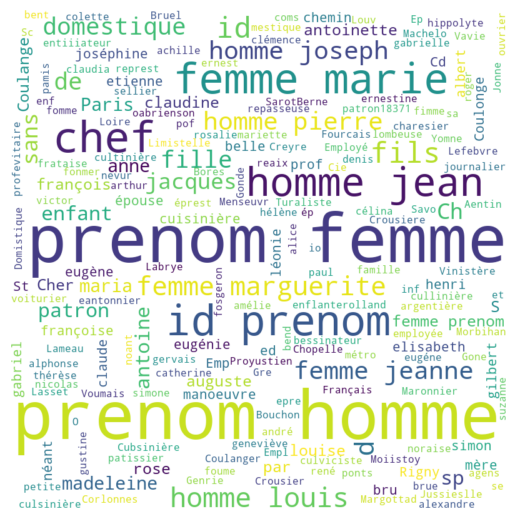 bent
colette
Bruel
coms
hippolyte
Ep
chemin
mestique
Louv
Vavie
ouvrier
Sc
domestique
id
antoinette
clémence
gabrielle
Machelo
entiiiateur
joséphine
achille
homme joseph
Coulange
de
femme marie
claudia
represt
etienne
sellier
ernest
albert
roger
Jonne
Cd
pamis
enf
Paris
claudine
oabrienson
repasseuse
SarotBerne
ernestine
patron18371
fimme
sa
sans
Loire
pof
homme pierre
fomme
chef
rosalie
mariette
Fourcais
lombeuse
charesier
fils
Coulonge
Lefebvre
Limistelle
belle
Creyre
Employé
Yomne
profevitaire
frataise
cultinière
anne
fille
Bores
reaix
prof
denis
journalier
fonmer
nevur
Gonde
homme jean
françois
arthur
jacques
Cie
Menseuvr
ép
Turaliste
célina
Savo
Ch
Aentin
victor
épouse
éprest
hélène
Crousiere
enfant
cuisinière
alice
io
Domistique
prenom femme
St
Cher
eugène
Labrye
léonie
paul
famille
Vinistère
voiturier
maria
femme marguerite
fosgeron
henri
inf
cullinière
et
eantonnier
amélie
enflanterolland
argentière
S
patron
antoine
id prenom
bend
femme prenom
françoise
bessinateur
employée
Morbihan
gabriel
Lameau
claude
noant
eugénie
ed
Chopelle
elisabeth
gilbert
alphonse
gervais
Emp
Proyustien
métro
eugéne
Gone
suzanne
thérèse
catherine
Gre
femme jeanne
nicolas
simone
auguste
Français
Maronnier
Lasset
Voumais
manoeuvre
epre
Bouchon
prenom homme
O
andré
d
néant
Cubsinière
geneviève
Empl
louise
noraise
simon
gustine
patissier
Coulanger
culviciste
Moiistoy
mère
rose
foume
par
rené
ponts
Rigny
sp
agens
petite
madeleine
Genrie
Crousier
bru
brue
Jussieslle
se
culsinière
Corlonnes
homme louis
Margottad
alexandre